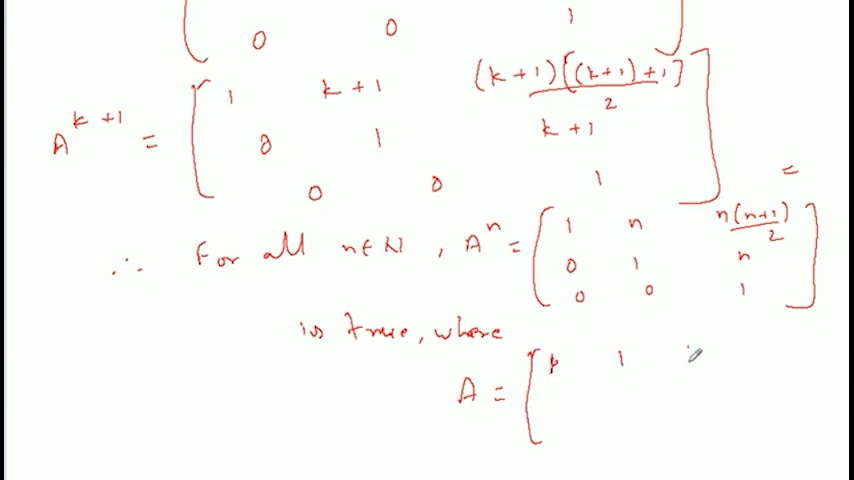 0 0 1
A^{k+1} = [ 1 k+1 (k+1)[(k+1)+1]/2
0 1 k+1
0 0 1 ]
=
∴ For all n∈N, A^n = [ 1 n n(n+1)/2
0 1 n
0 0 1 ]
is true, where
A = [ 1 1